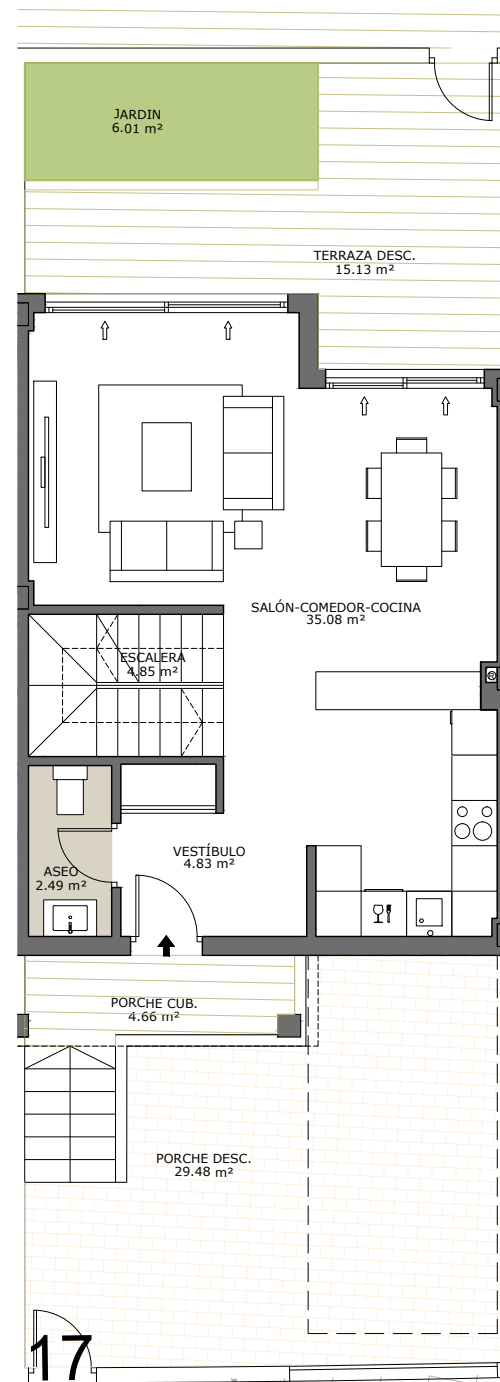 JARDIN
6.01 m²
TERRAZA DESC.
15.13 m²
SALÓN-COMEDOR-COCINA
35.08 m²
ESCALERA
4.85 m²
VESTÍBULO
4.83 m²
ASEO
2.49 m²
PORCHE CUB.
4.66 m²
PORCHE DESC.
29.48 m²
17